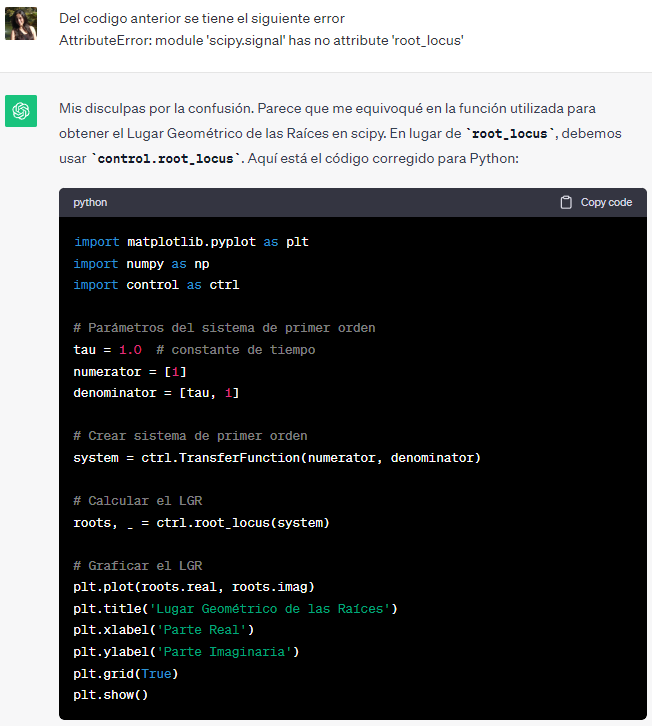 Del codigo anterior se tiene el siguiente error
AttributeError: module 'scipy.signal' has no attribute 'root_locus'
Mis disculpas por la confusión. Parece que me equivoqué en la función utilizada para
obtener el Lugar Geométrico de las Raíces en scipy. En lugar de `root_locus`, debemos
usar `control.root_locus`. Aquí está el código corregido para Python:
python Copy code
import matplotlib.pyplot as plt
import numpy as np
import control as ctrl
# Parámetros del sistema de primer orden
tau = 1.0  # constante de tiempo
numerator = [1]
denominator = [tau, 1]
# Crear sistema de primer orden
system = ctrl.TransferFunction(numerator, denominator)
# Calcular el LGR
roots, _ = ctrl.root_locus(system)
# Graficar el LGR
plt.plot(roots.real, roots.imag)
plt.title('Lugar Geométrico de las Raíces')
plt.xlabel('Parte Real')
plt.ylabel('Parte Imaginaria')
plt.grid(True)
plt.show()